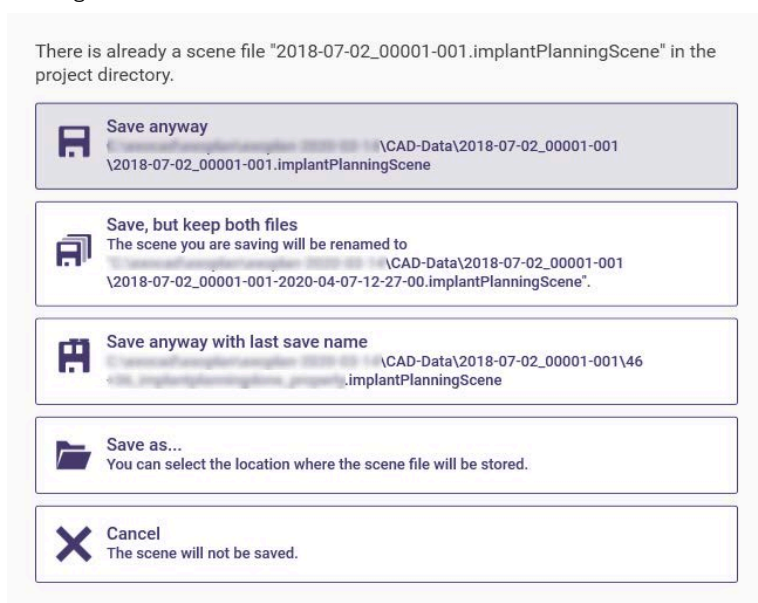 There is already a scene file "2018-07-02_00001-001.implantPlanningScene" in the
project directory.
Save anyway
\CAD-Data\2018-07-02_00001-001
\2018-07-02_00001-001.implantPlanningScene
Save, but keep both files
The scene you are saving will be renamed to
\CAD-Data\2018-07-02_00001-001
\2018-07-02_00001-001-2020-04-07-12-27-00.implantPlanningScene".
Save anyway with last save name
\CAD-Data\2018-07-02_00001-001\46
.implantPlanningScene
Save as...
You can select the location where the scene file will be stored.
Cancel
The scene will not be saved.